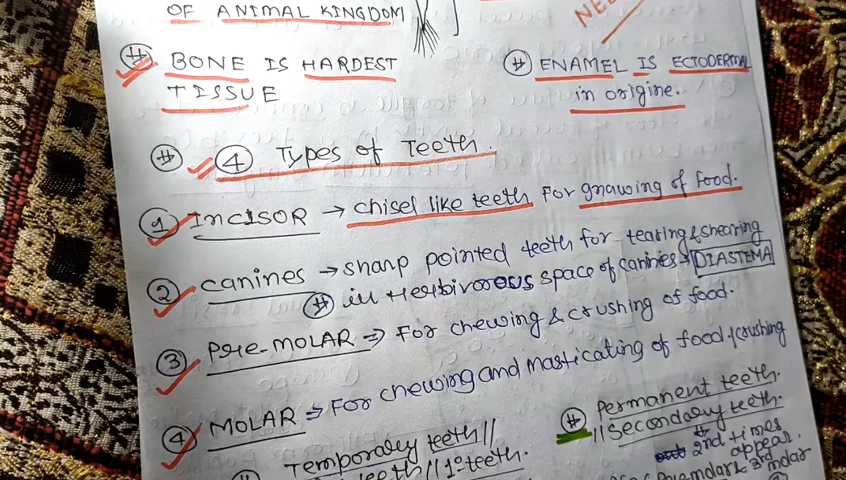 OF ANIMAL KINGDOM
# BONE IS HARDEST
TISSUE
# ENAMEL IS ECTODERMAL
in origine.
# ④ Types of Teeth.
① INCISOR → chisel like teeth For gnawing of food.
② canines → sharp pointed teeth for tearing & shearing
# in Herbivorous space of canines → DIASTEMA
③ Pre-MOLAR ⇒ For chewing & crushing of food.
④ MOLAR ⇒ For chewing and masticating of food + crushing
# Permanent teeth.
// Secondary teeth.
2nd times
appear.
Temporary teeth //
teeth // 1° teeth.